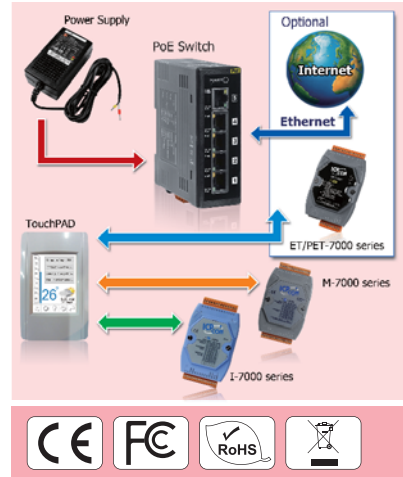 Power Supply
Optional
PoE Switch
Internet
Ethernet
TouchPAD
ET/PET-7000 series
M-7000 series
26°
I-7000 series
CE
FC
RoHS